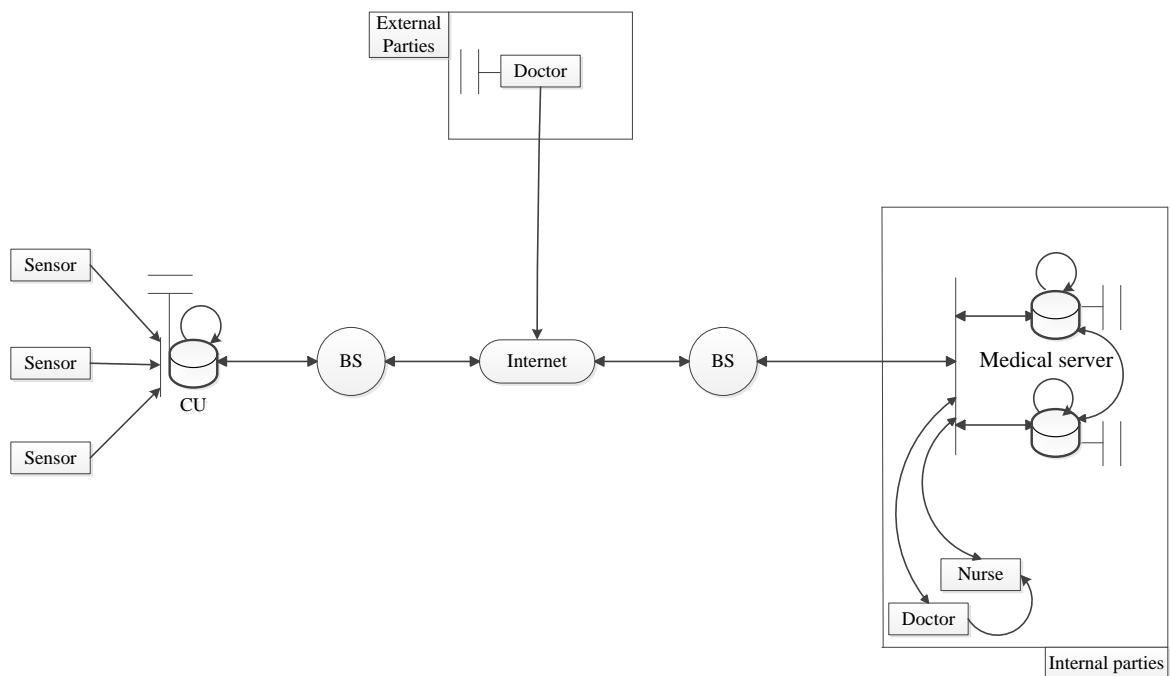 External
Parties
Doctor
Sensor
Sensor
Sensor
CU
BS
Internet
BS
Medical server
Nurse
Doctor
Internal parties